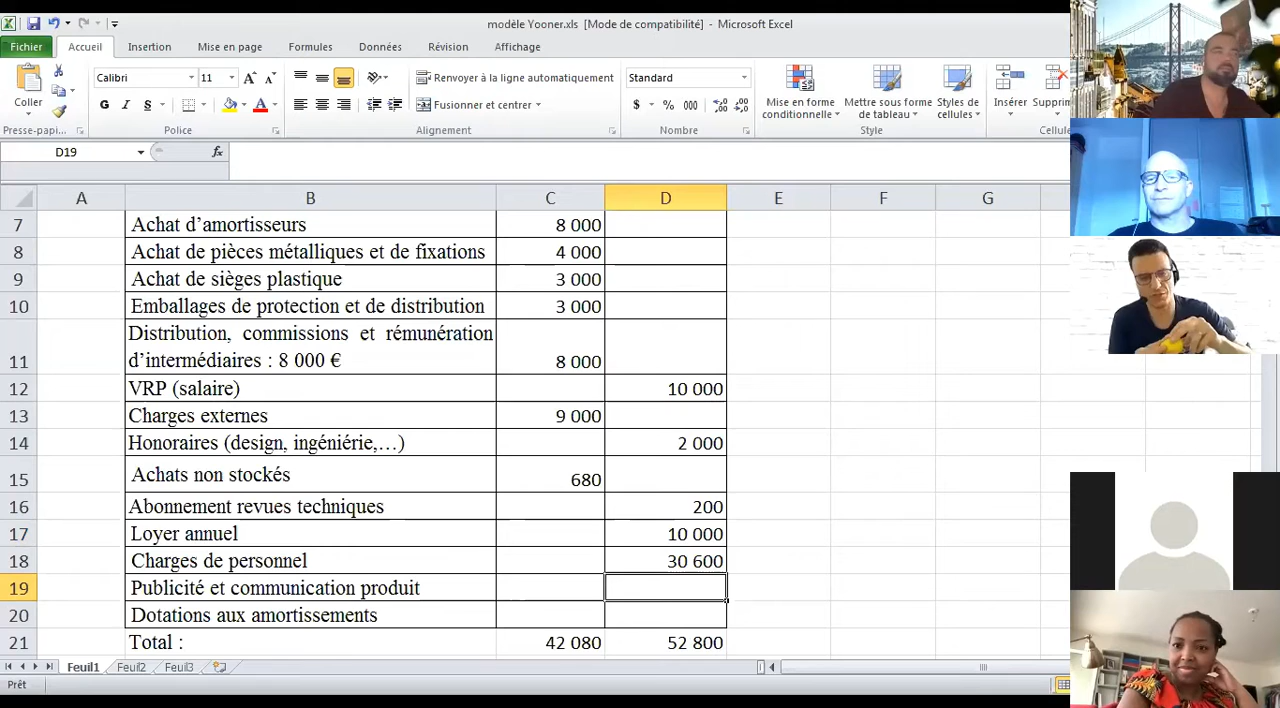 modèle Yooner.xls [Mode de compatibilité] - Microsoft Excel
Fichier Accueil Insertion Mise en page Formules Données Révision Affichage
Calibri 11 Renvoyer à la ligne automatiquement Standard
Coller G I S Fusionner et centrer $ % 000 Mise en forme conditionnelle Mettre sous forme de tableau Styles de cellules Insérer Supprim
Presse-papi... Police Alignement Nombre Style Cellule
D19 fx
A B C D E F G
7 Achat d’amortisseurs 8 000
8 Achat de pièces métalliques et de fixations 4 000
9 Achat de sièges plastique 3 000
10 Emballages de protection et de distribution 3 000
Distribution, commissions et rémunération
11 d’intermédiaires : 8 000 € 8 000
12 VRP (salaire) 10 000
13 Charges externes 9 000
14 Honoraires (design, ingéniérie,…) 2 000
15 Achats non stockés 680
16 Abonnement revues techniques 200
17 Loyer annuel 10 000
18 Charges de personnel 30 600
19 Publicité et communication produit
20 Dotations aux amortissements
21 Total : 42 080 52 800
Feuil1 Feuil2 Feuil3
Prêt